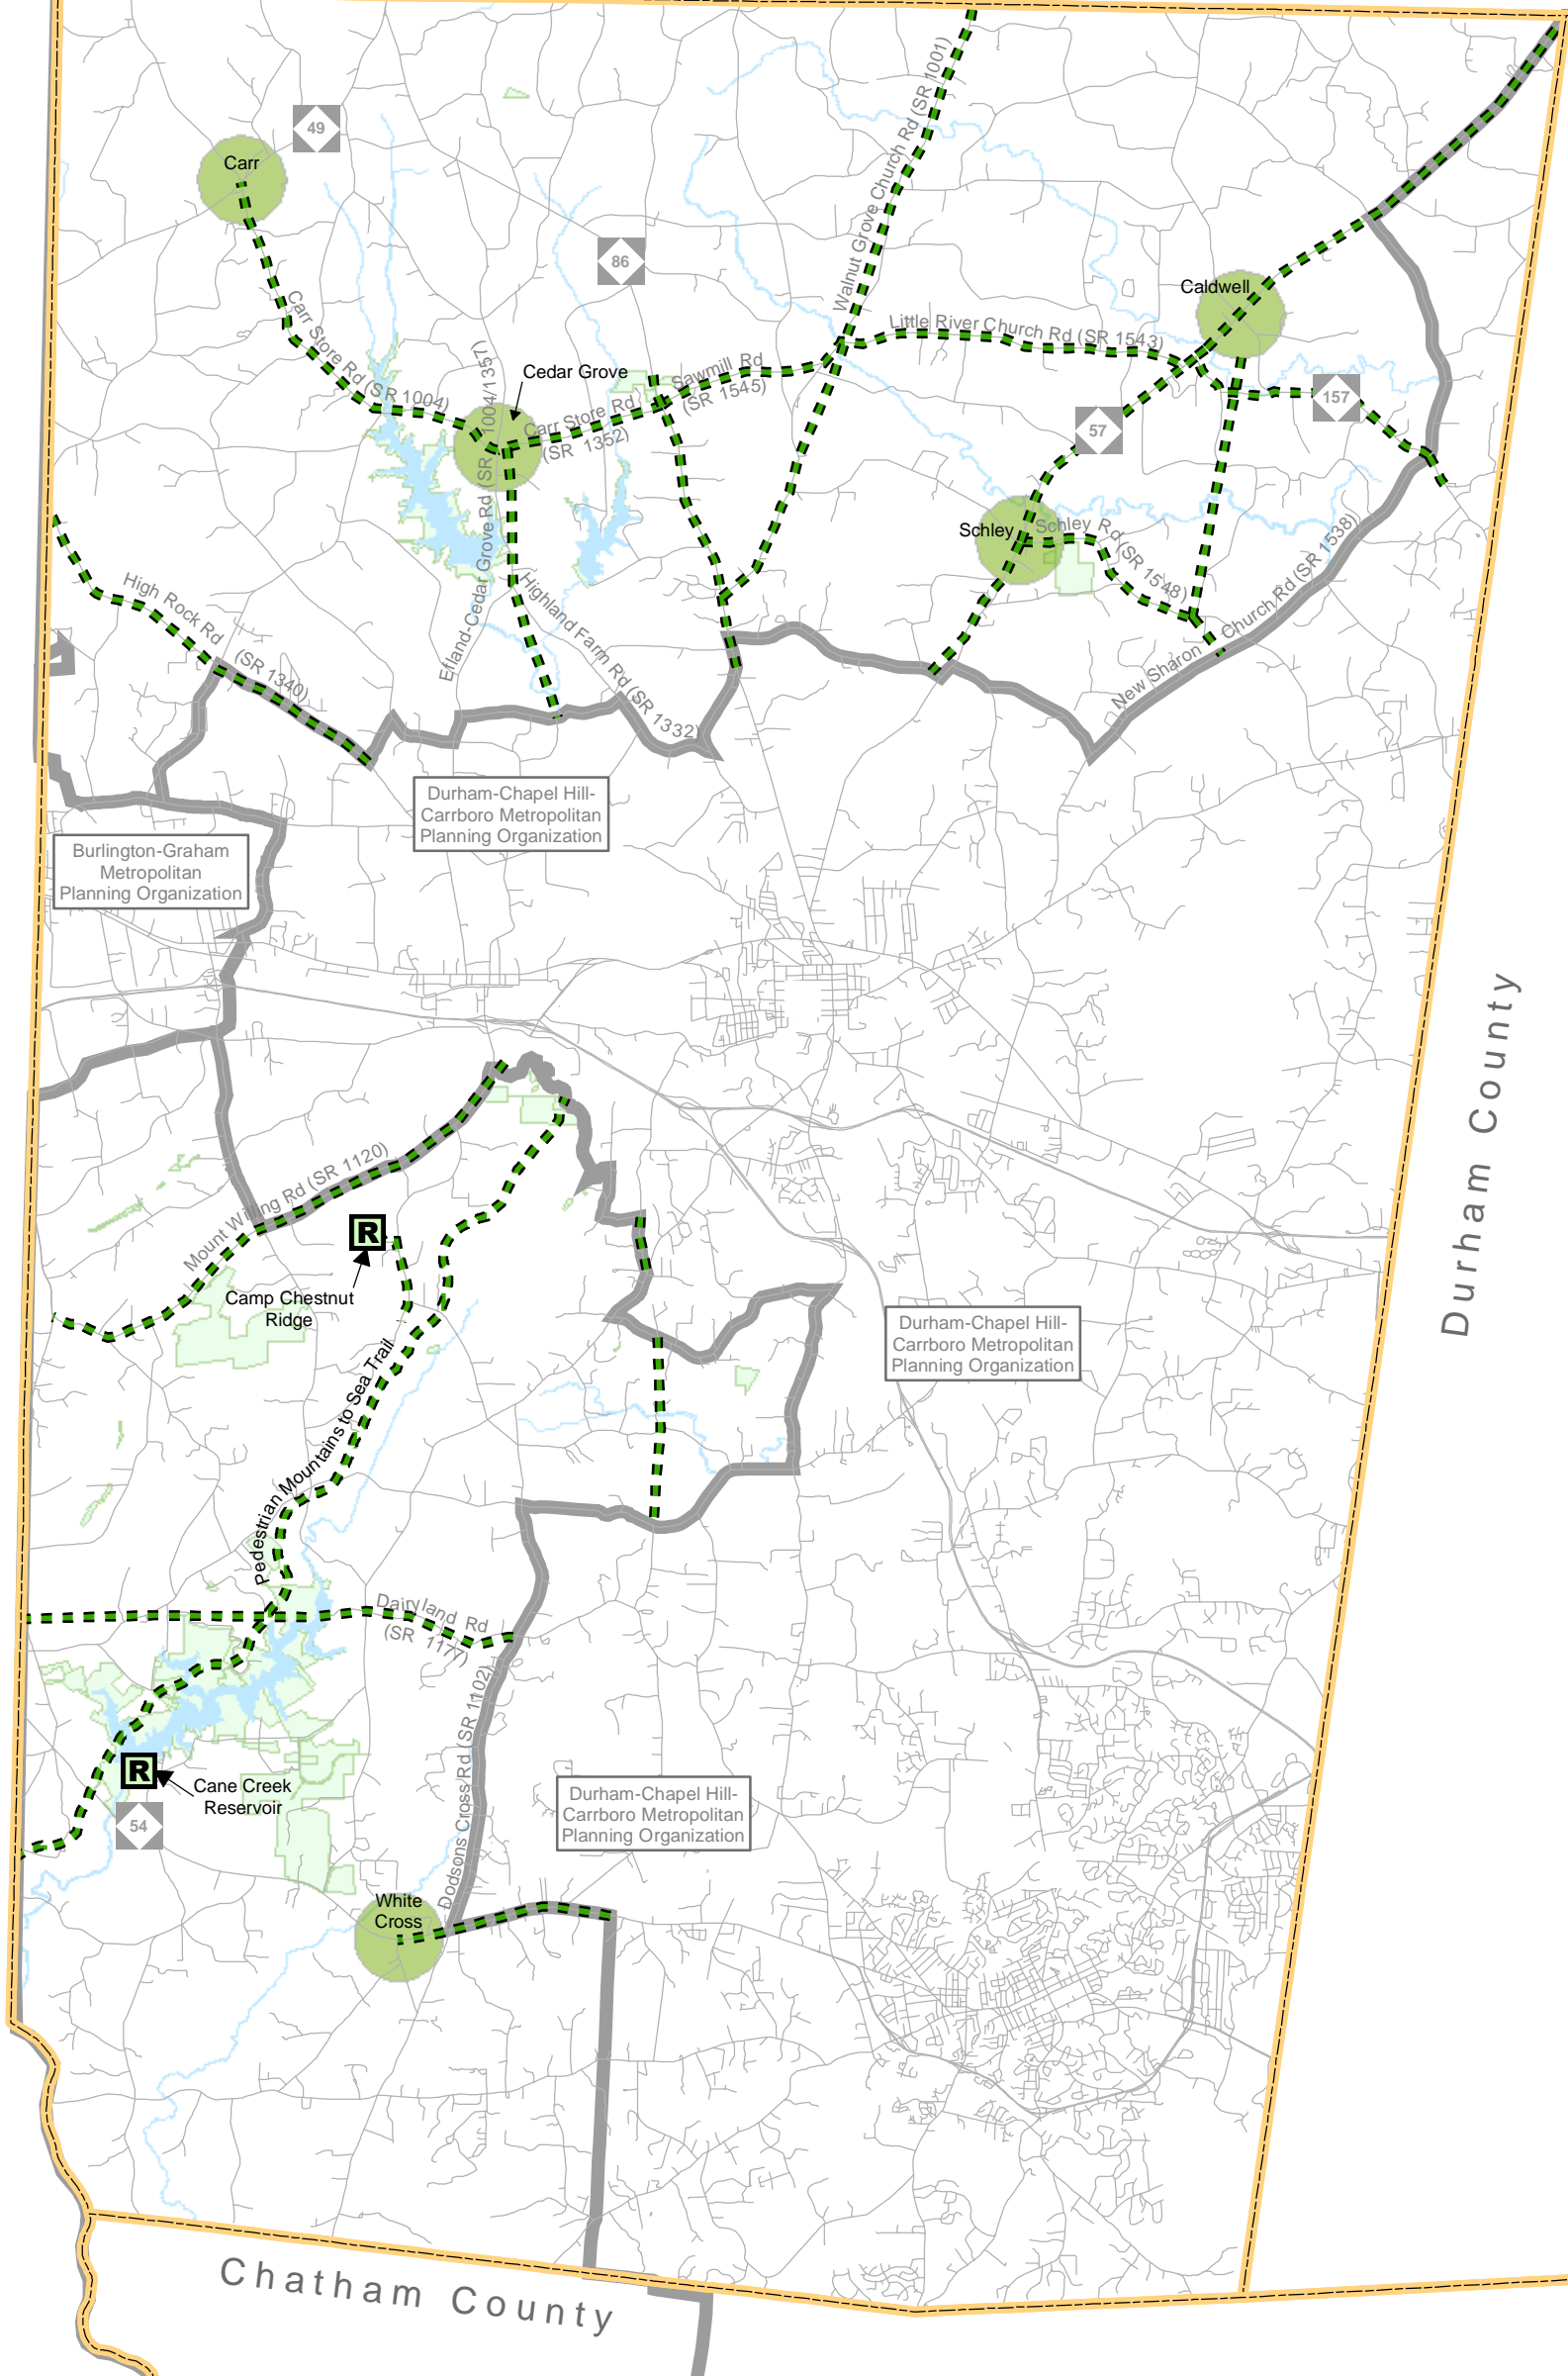 Carr
49
86
Walnut Grove Church Rd (SR 1001)
Caldwell
Carr Store Rd (SR 1004)
Cedar Grove
Little River Church Rd (SR 1543)
Sawmill Rd
(SR 1545)
Carr Store Rd
(SR 1352)
157
57
Efland-Cedar Grove Rd (SR 1004/1357)
Schley
Schley Rd (SR 1548)
High Rock Rd
(SR 1340)
Highland Farm Rd (SR 1332)
New Sharon Church Rd (SR 1538)
Durham-Chapel Hill-
Carrboro Metropolitan
Planning Organization
Burlington-Graham
Metropolitan
Planning Organization
Durham County
Mount Willing Rd (SR 1120)
R
Camp Chestnut
Ridge
Durham-Chapel Hill-
Carrboro Metropolitan
Planning Organization
Pedestrian Mountains to Sea Trail
Dairyland Rd
(SR 1177)
Dodsons Cross Rd (SR 1102)
R
Cane Creek
Reservoir
54
Durham-Chapel Hill-
Carrboro Metropolitan
Planning Organization
White
Cross
Chatham County